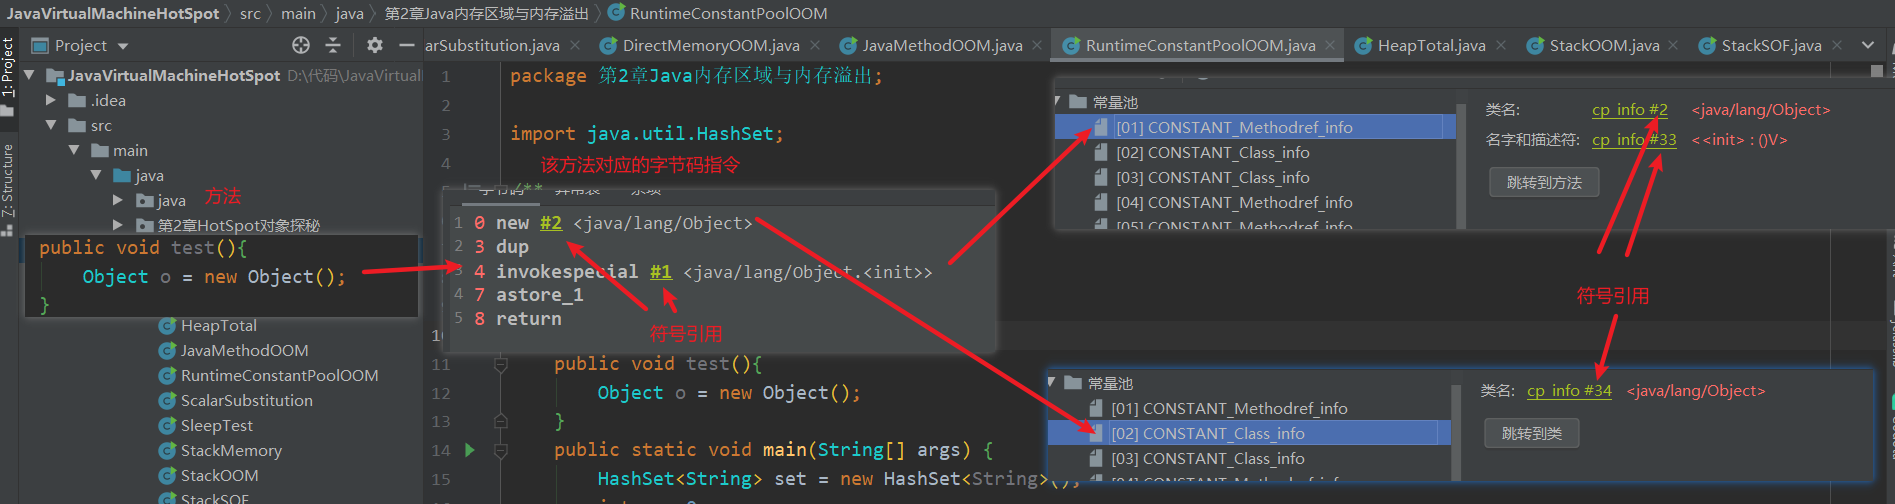 JavaVirtualMachineHotSpot
src
main
java
第2章Java内存区域与内存溢出
RuntimeConstantPoolOOM
Project
arSubstitution.java
DirectMemoryOOM.java
JavaMethodOOM.java
RuntimeConstantPoolOOM.java
HeapTotal.java
StackOOM.java
StackSOF.java
1: Project
Z: Structure
JavaVirtualMachineHotSpot D:\代码\JavaVirtual
.idea
src
main
java
java
方法
第2章HotSpot对象探秘
public void test(){
Object o = new Object();
}
HeapTotal
JavaMethodOOM
RuntimeConstantPoolOOM
ScalarSubstitution
SleepTest
StackMemory
StackOOM
StackSOF
1 package 第2章Java内存区域与内存溢出;
2
3 import java.util.HashSet;
4
该方法对应的字节码指令
/**
1 0 new #2 <java/lang/Object>
2 3 dup
3 4 invokespecial #1 <java/lang/Object.<init>>
4 7 astore_1
5 8 return
符号引用
10
11 public void test(){
12 Object o = new Object();
13 }
14 public static void main(String[] args) {
15 HashSet<String> set = new HashSet<String>();
常量池
[01] CONSTANT_Methodref_info
[02] CONSTANT_Class_info
[03] CONSTANT_Class_info
[04] CONSTANT_Methodref_info
[05] CONSTANT_Methodref_info
类名: cp_info #2 <java/lang/Object>
名字和描述符: cp_info #33 <<init> : ()V>
跳转到方法
符号引用
常量池
[01] CONSTANT_Methodref_info
[02] CONSTANT_Class_info
[03] CONSTANT_Class_info
[04] CONSTANT_Methodref_info
类名: cp_info #34 <java/lang/Object>
跳转到类